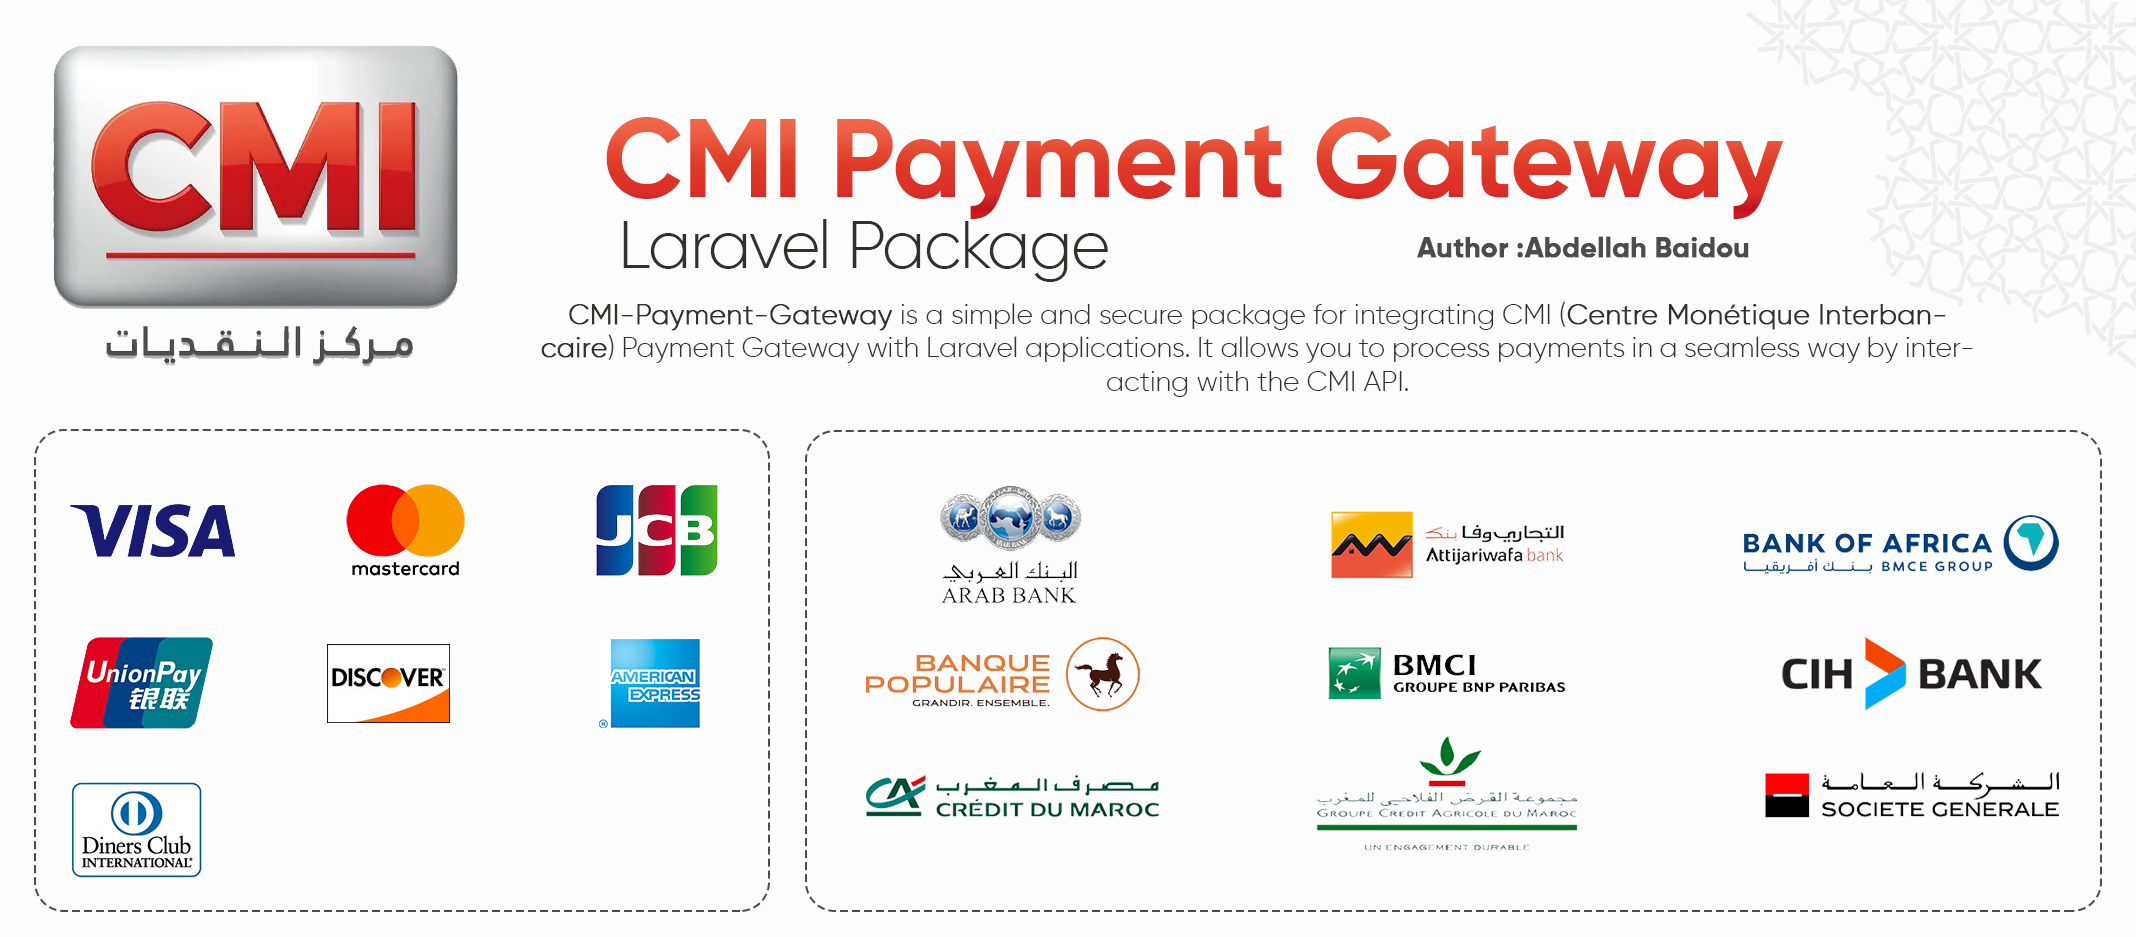 CMI
مركز النقديات
CMI Payment Gateway
Laravel Package
Author :Abdellah Baidou
CMI-Payment-Gateway is a simple and secure package for integrating CMI (Centre Monétique Interban-
caire) Payment Gateway with Laravel applications. It allows you to process payments in a seamless way by inter-
acting with the CMI API.
VISA
mastercard
JCB
UnionPay
银联
DISCOVER
AMERICAN
EXPRESS
®
Diners Club
INTERNATIONAL
البنك العربي
ARAB BANK
التجاري وفا بنك
Attijariwafa bank
BANK OF AFRICA
بنك أفريقيا BMCE GROUP
BANQUE
POPULAIRE
GRANDIR. ENSEMBLE.
BMCI
GROUPE BNP PARIBAS
CIH BANK
مصرف المغرب
CRÉDIT DU MAROC
مجموعة القرض الفلاحي للمغرب
GROUPE CREDIT AGRICOLE DU MAROC
UN ENGAGEMENT DURABLE
الشركة العامة
SOCIETE GENERALE